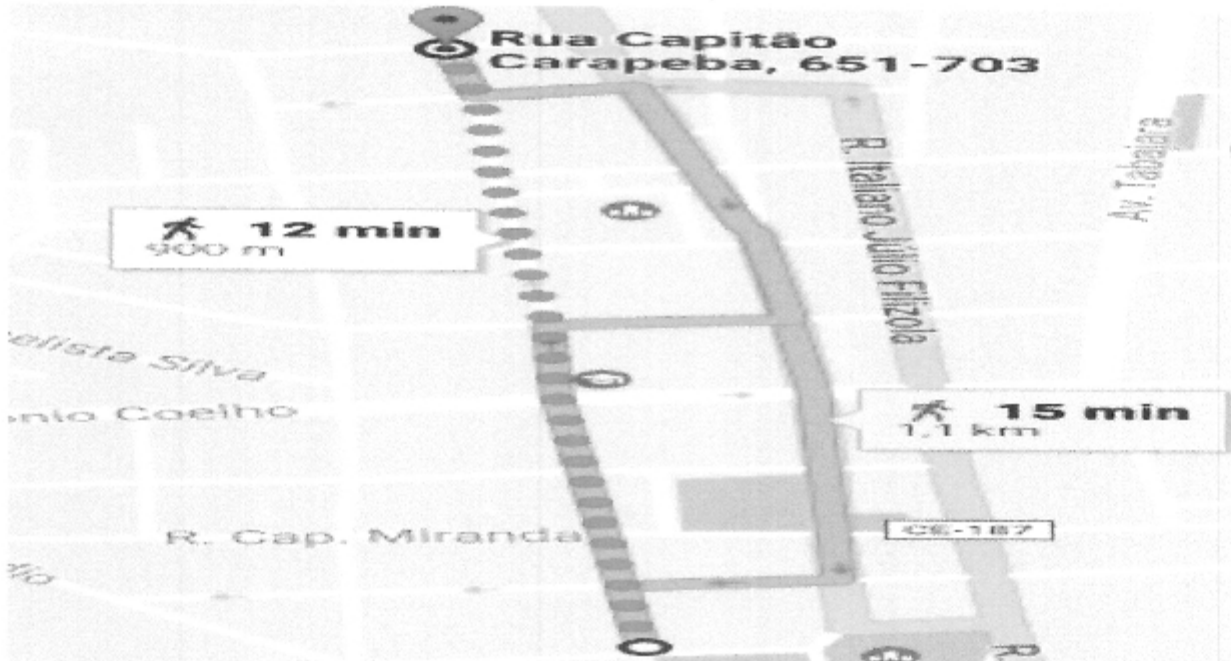 Rua Capitão
Carapeba, 651-703
R. Italiano Júlio Filizola
Av. Tabajara
12 min
900 m
elista Silva
ônio Coelho
15 min
1,1 km
R. Cap. Miranda
CE-187
R.